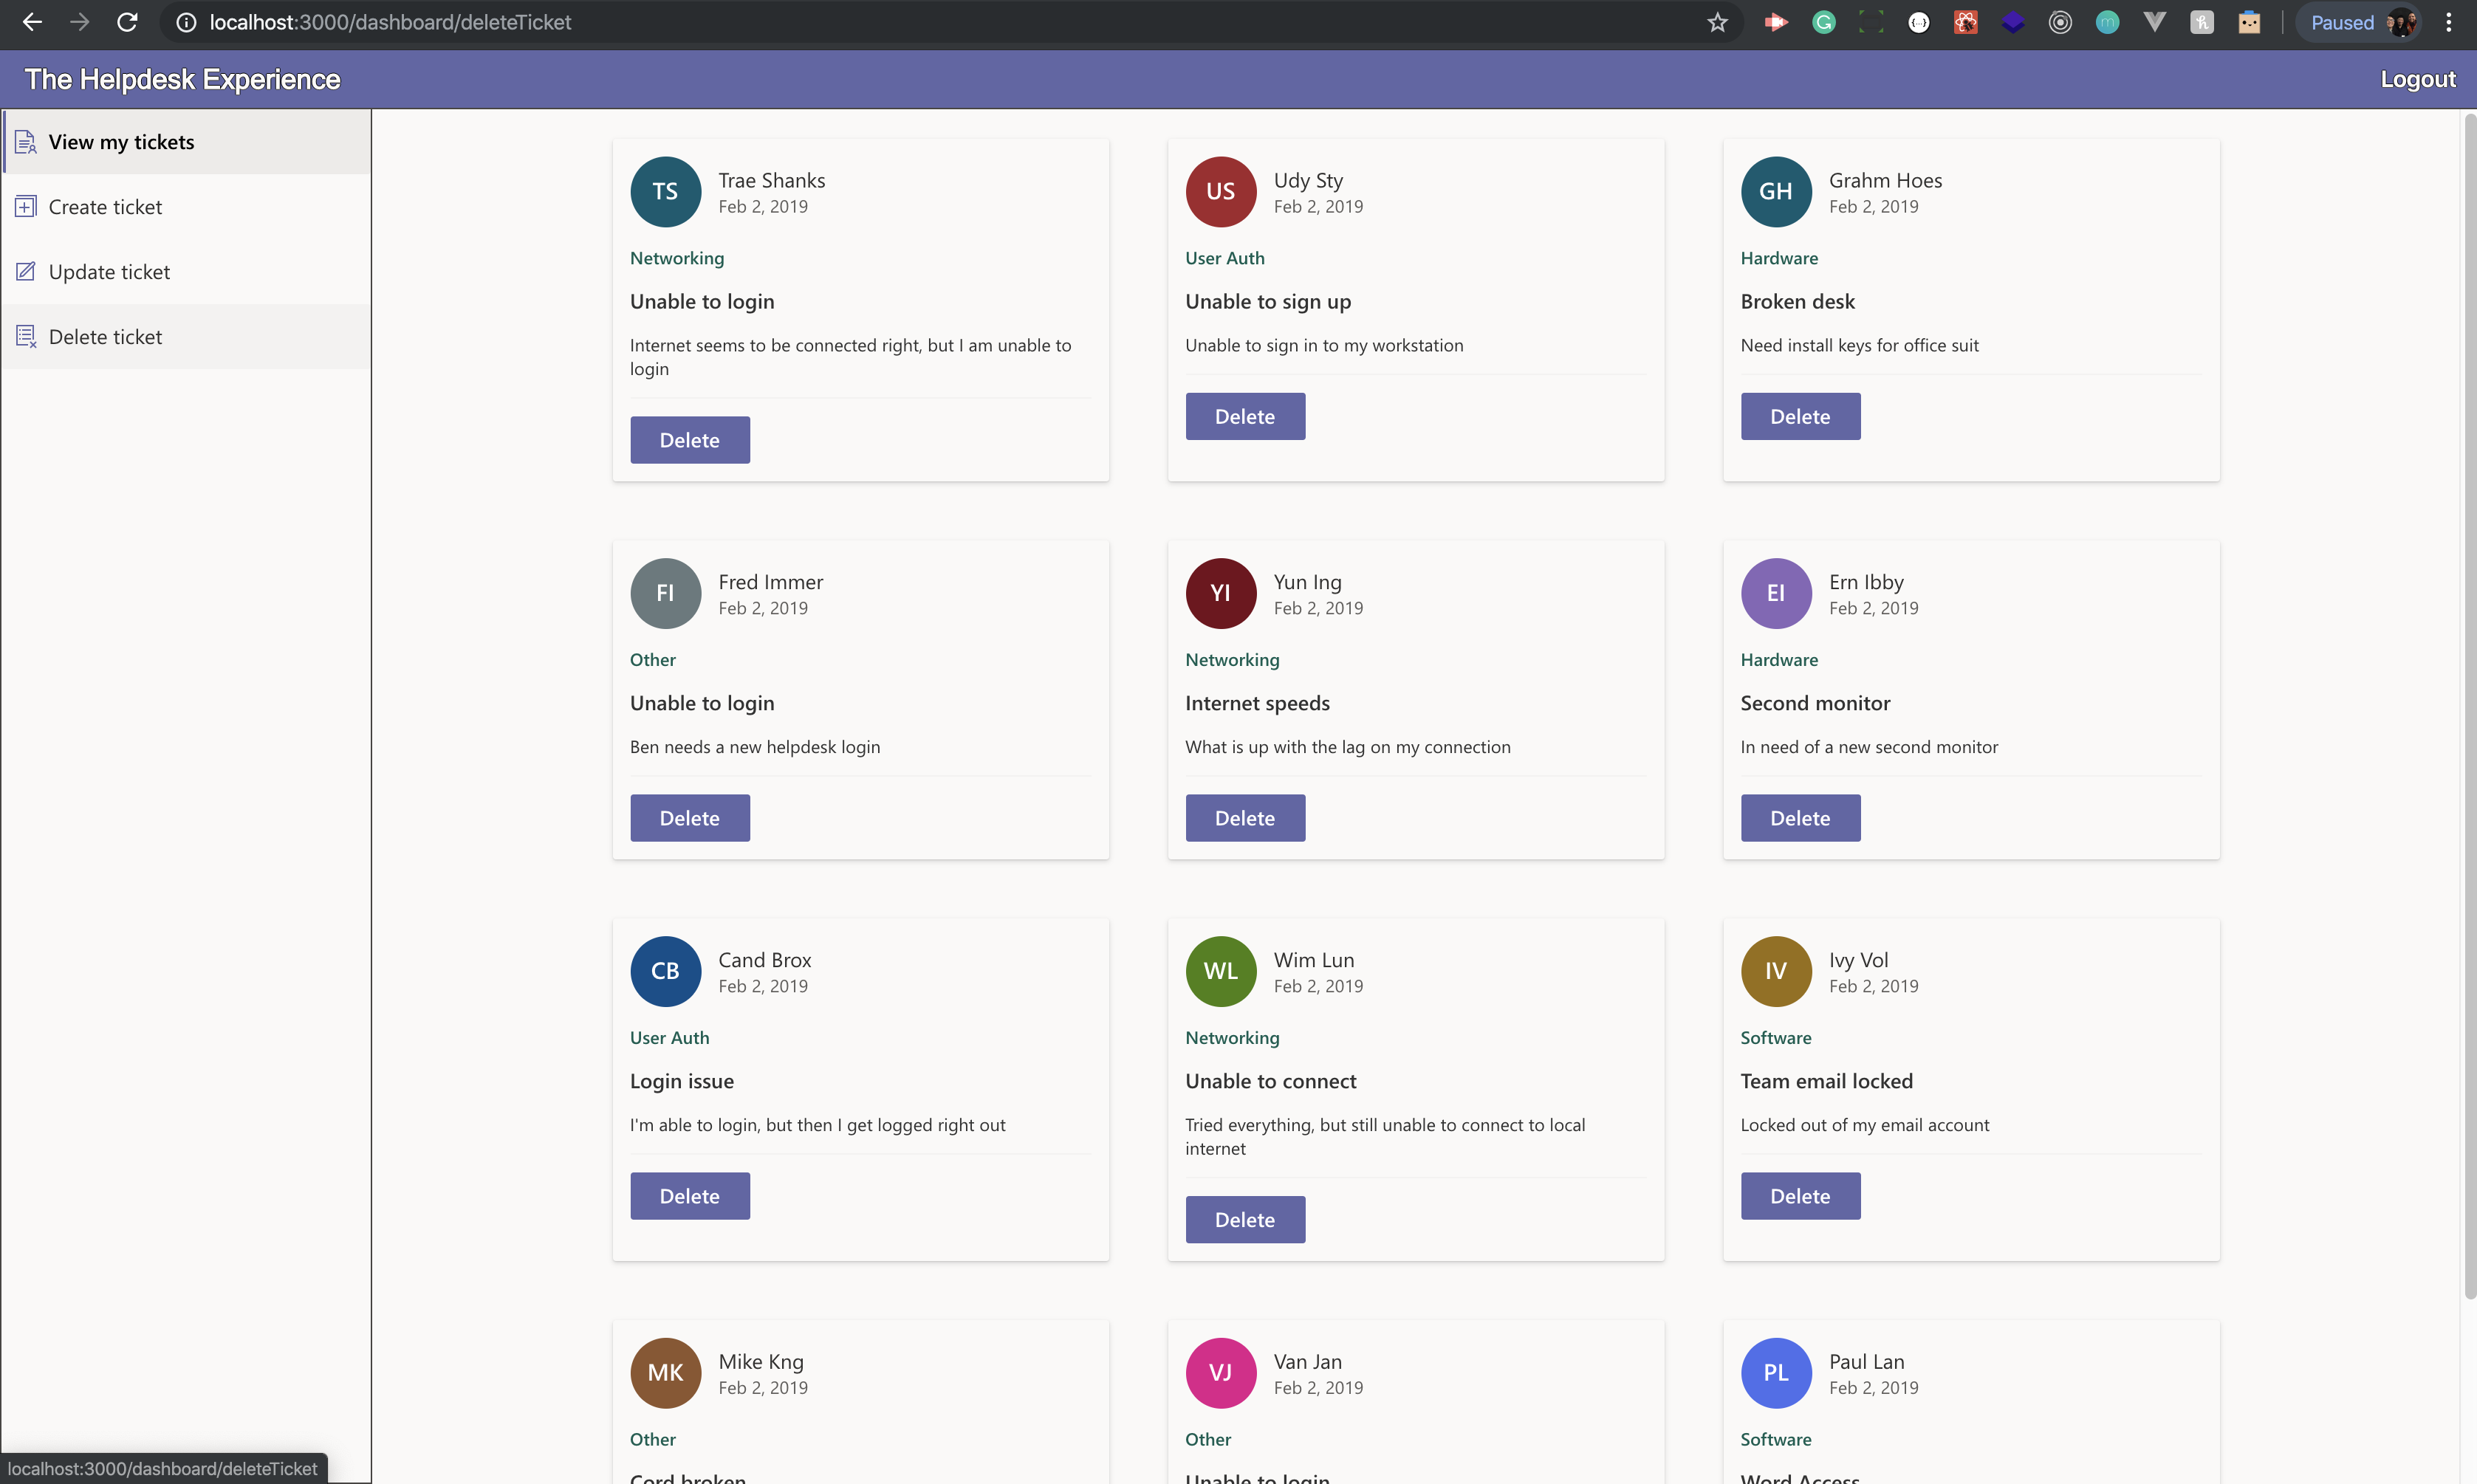 localhost:3000/dashboard/deleteTicket
Paused
The Helpdesk Experience
Logout
View my tickets
Create ticket
Update ticket
Delete ticket
TS
Trae Shanks
Feb 2, 2019
Networking
Unable to login
Internet seems to be connected right, but I am unable to
login
Delete
US
Udy Sty
Feb 2, 2019
User Auth
Unable to sign up
Unable to sign in to my workstation
Delete
GH
Grahm Hoes
Feb 2, 2019
Hardware
Broken desk
Need install keys for office suit
Delete
FI
Fred Immer
Feb 2, 2019
Other
Unable to login
Ben needs a new helpdesk login
Delete
YI
Yun Ing
Feb 2, 2019
Networking
Internet speeds
What is up with the lag on my connection
Delete
EI
Ern Ibby
Feb 2, 2019
Hardware
Second monitor
In need of a new second monitor
Delete
CB
Cand Brox
Feb 2, 2019
User Auth
Login issue
I'm able to login, but then I get logged right out
Delete
WL
Wim Lun
Feb 2, 2019
Networking
Unable to connect
Tried everything, but still unable to connect to local
internet
Delete
IV
Ivy Vol
Feb 2, 2019
Software
Team email locked
Locked out of my email account
Delete
MK
Mike Kng
Feb 2, 2019
Other
Cord broken
VJ
Van Jan
Feb 2, 2019
Other
Unable to login
PL
Paul Lan
Feb 2, 2019
Software
Word Access
localhost:3000/dashboard/deleteTicket